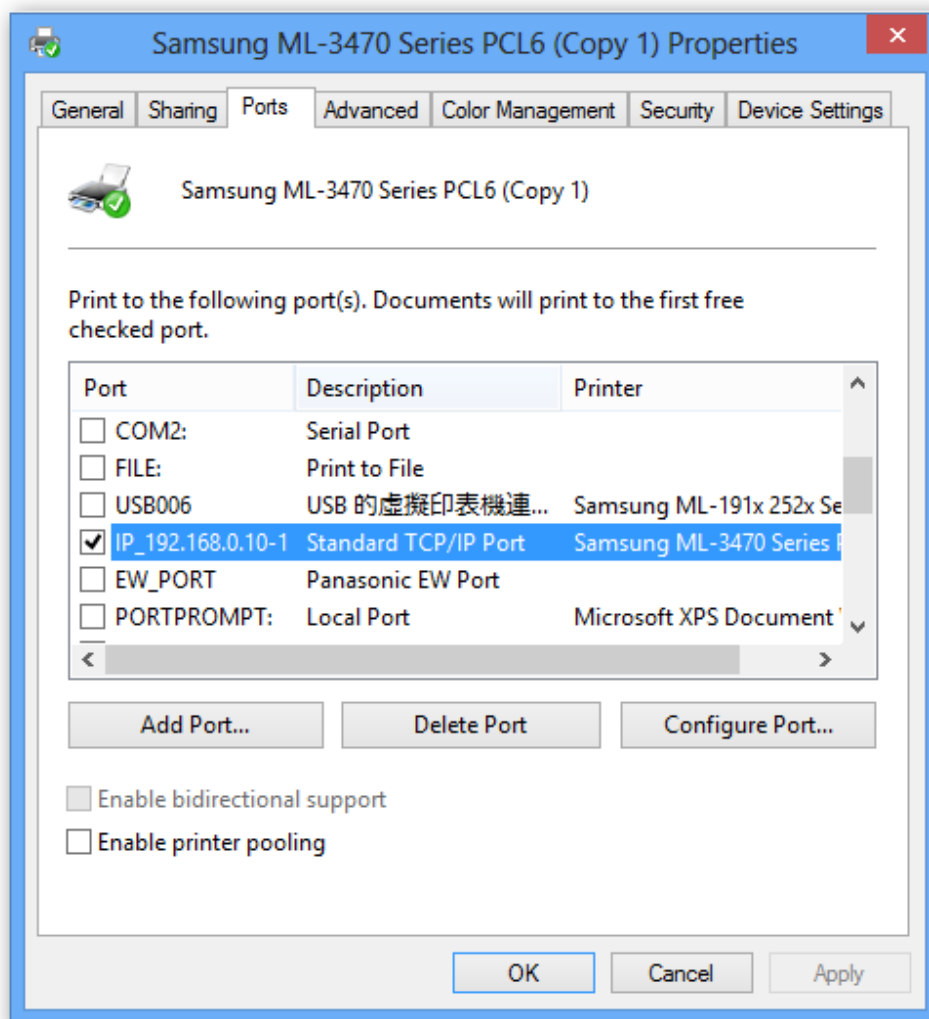 Samsung ML-3470 Series PCL6 (Copy 1) Properties
General Sharing Ports Advanced Color Management Security Device Settings
Samsung ML-3470 Series PCL6 (Copy 1)
Print to the following port(s). Documents will print to the first free
checked port.
Port Description Printer
COM2: Serial Port
FILE: Print to File
USB006 USB 的虛擬印表機連... Samsung ML-191x 252x Se
IP_192.168.0.10-1 Standard TCP/IP Port Samsung ML-3470 Series
EW_PORT Panasonic EW Port
PORTPROMPT: Local Port Microsoft XPS Document
Add Port... Delete Port Configure Port...
Enable bidirectional support
Enable printer pooling
OK Cancel Apply